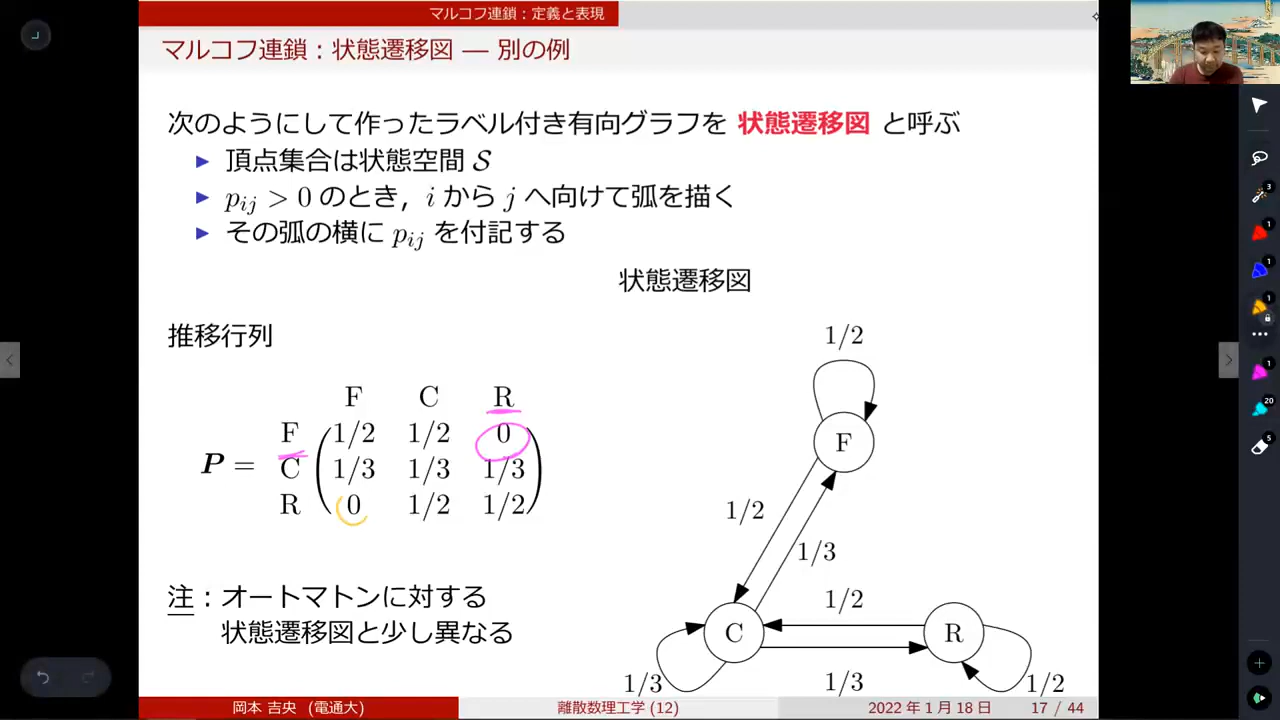 マルコフ連鎖：定義と表現
マルコフ連鎖：状態遷移図 — 別の例
次のようにして作ったラベル付き有向グラフを 状態遷移図 と呼ぶ
▶ 頂点集合は状態空間 𝒮
▶ pij > 0 のとき，i から j へ向けて弧を描く
▶ その弧の横に pij を付記する
状態遷移図
推移行列
F C R
P =
F 1/2 1/2 0
C 1/3 1/3 1/3
R 0 1/2 1/2
注：オートマトンに対する
状態遷移図と少し異なる
1/2
F
1/2
1/3
1/2
C
R
1/3
1/3
1/2
岡本 吉央 (電通大)
離散数理工学 (12)
2022 年 1 月 18 日
17 / 44
3
1
1
1
1
20
5